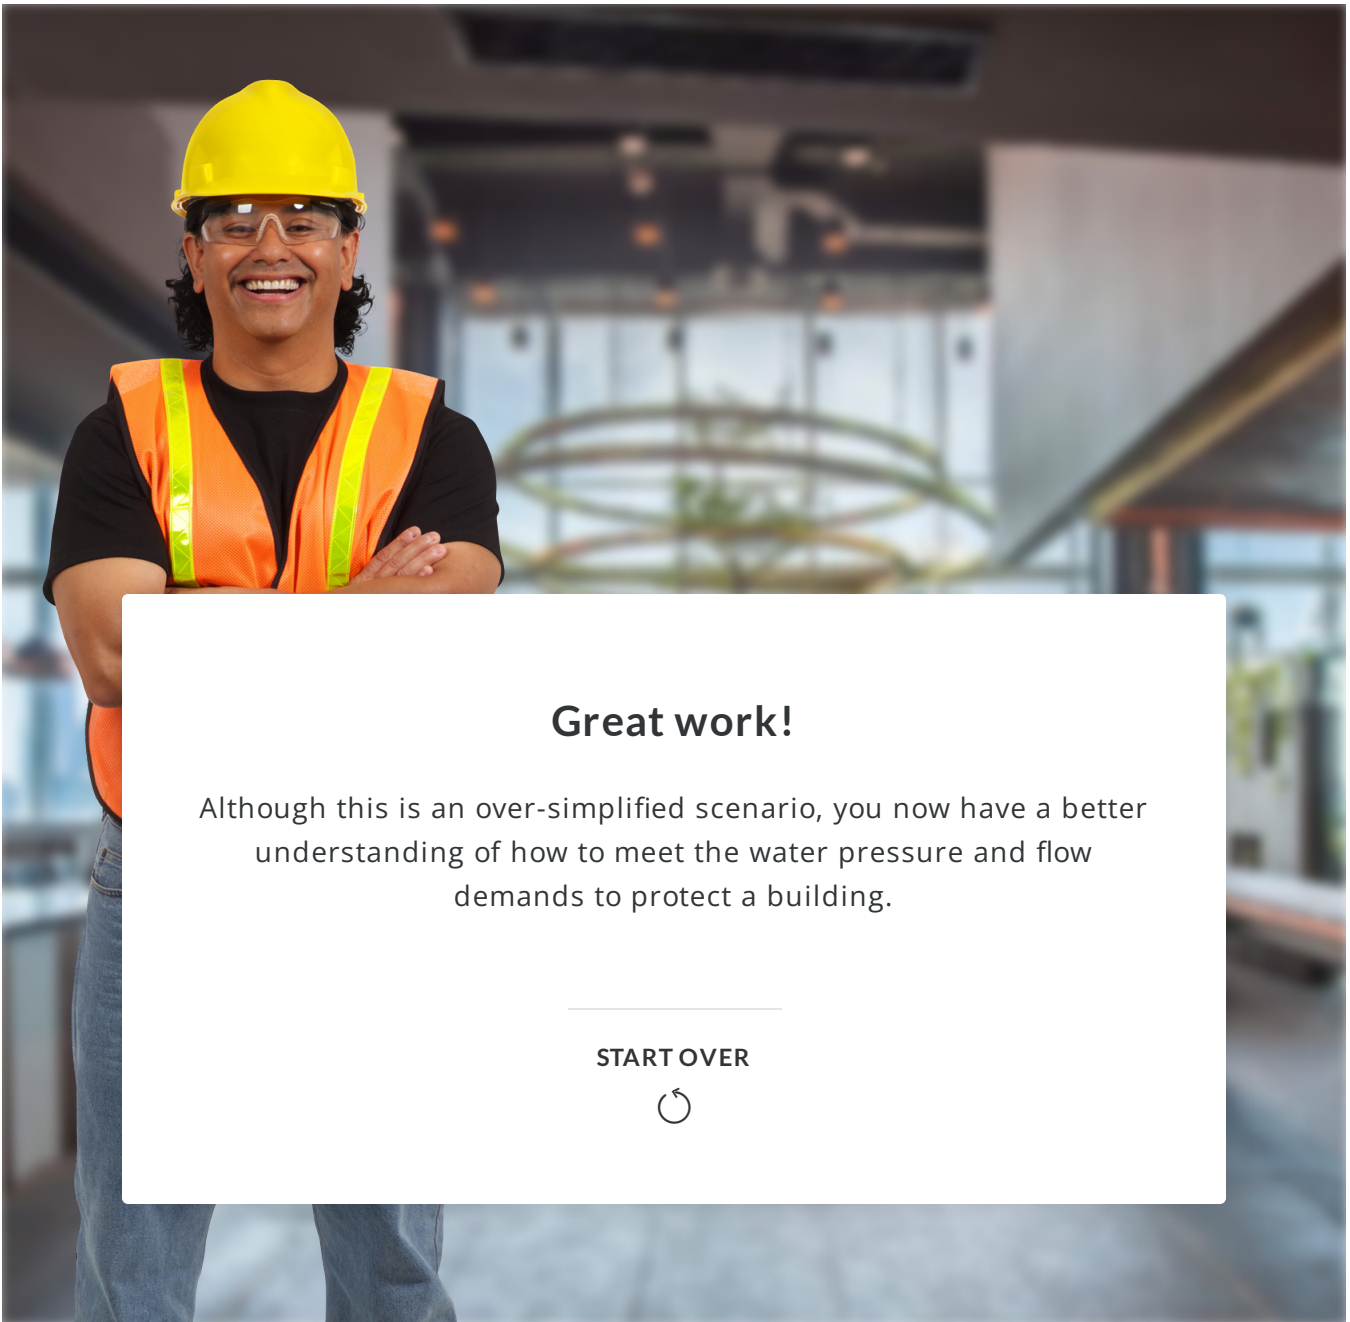 Great work!
Although this is an over-simplified scenario, you now have a better
understanding of how to meet the water pressure and flow
demands to protect a building.
START OVER